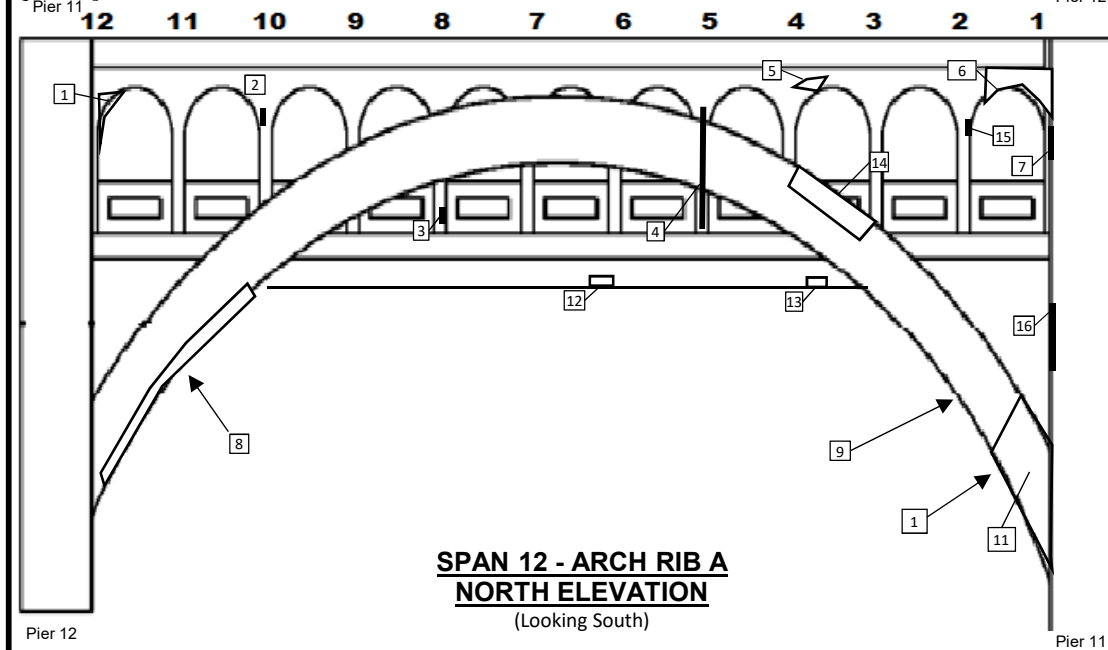 Pier 11
Pier 12
12 11 10 9 8 7 6 5 4 3 2 1
1
2
5
6
15
7
14
3
4
12
13
16
8
9
1
11
SPAN 12 - ARCH RIB A
NORTH ELEVATION
(Looking South)
Pier 12
Pier 11